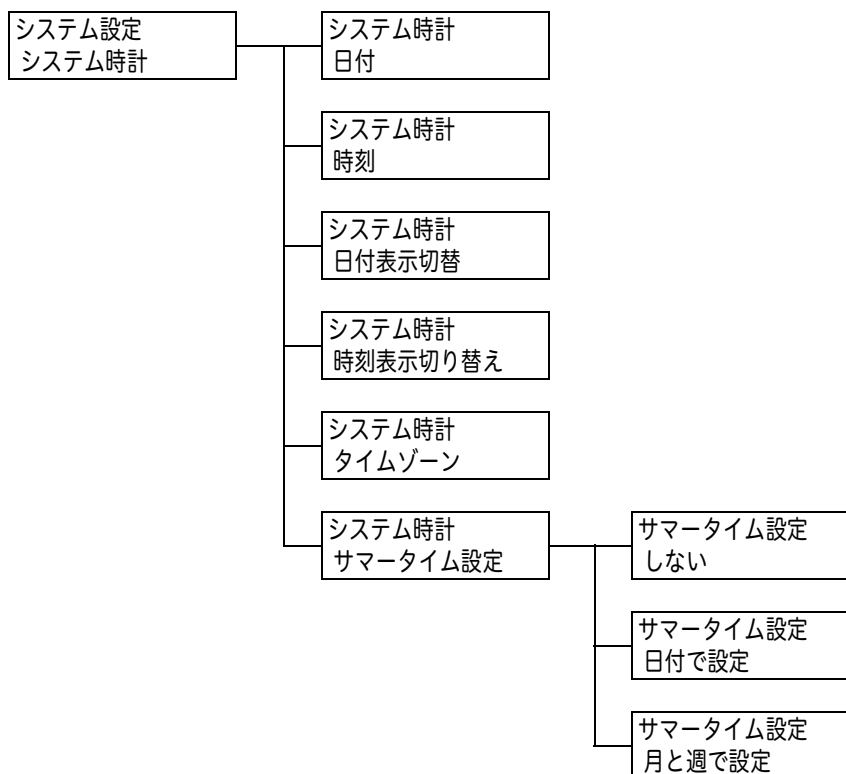 システム設定
システム時計
システム時計
日付
システム時計
時刻
システム時計
日付表示切替
システム時計
時刻表示切り替え
システム時計
タイムゾーン
システム時計
サマータイム設定
サマータイム設定
しない
サマータイム設定
日付で設定
サマータイム設定
月と週で設定